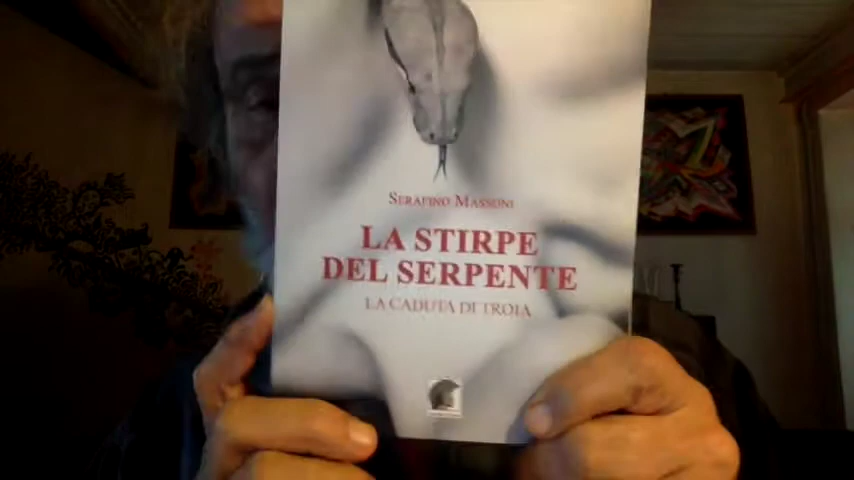 SERAFINO MASSONI
LA STIRPE
DEL SERPENTE
LA CADUTA DI TROIA